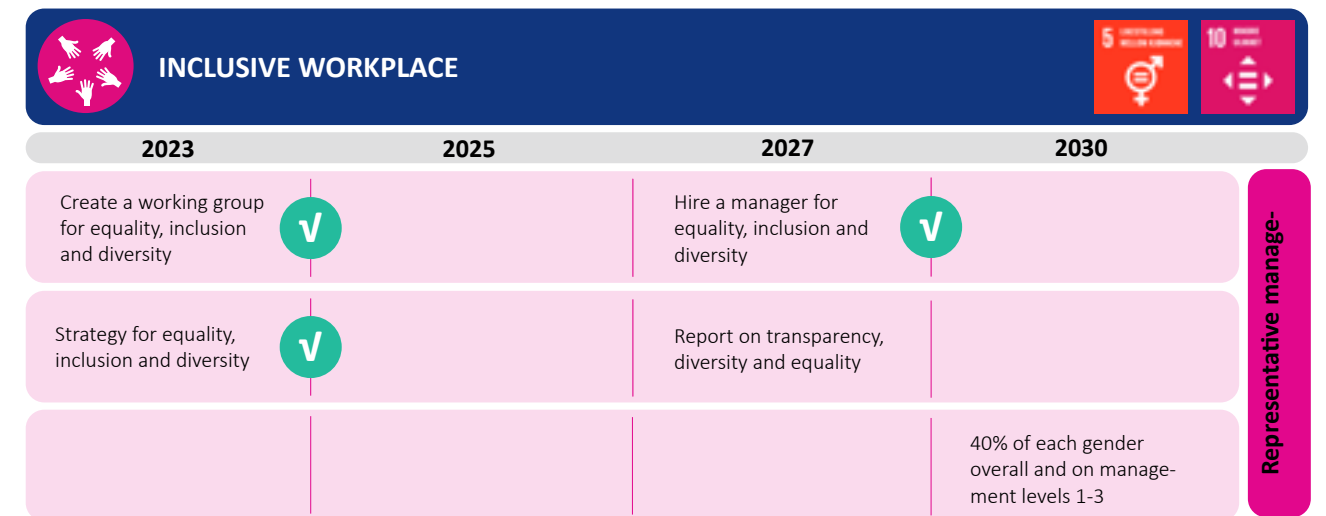 INCLUSIVE WORKPLACE
5
10
2023
2025
2027
2030
Create a working group
for equality, inclusion
and diversity
√
Hire a manager for
equality, inclusion and
diversity
√
Strategy for equality,
inclusion and diversity
√
Report on transparency,
diversity and equality
40% of each gender
overall and on manage-
ment levels 1-3
Representative manage-